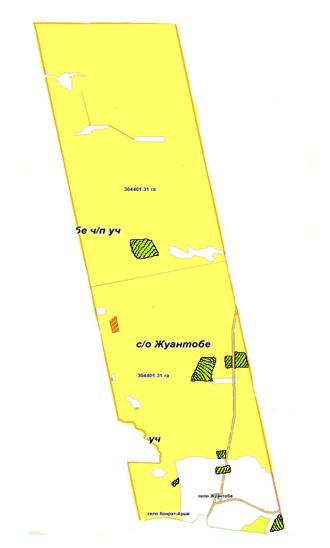 304401.31 га
бе ч/п уч
с/о Жуантобе
304401.31 га
уч
село Жуантобе
село Конрат-Арык